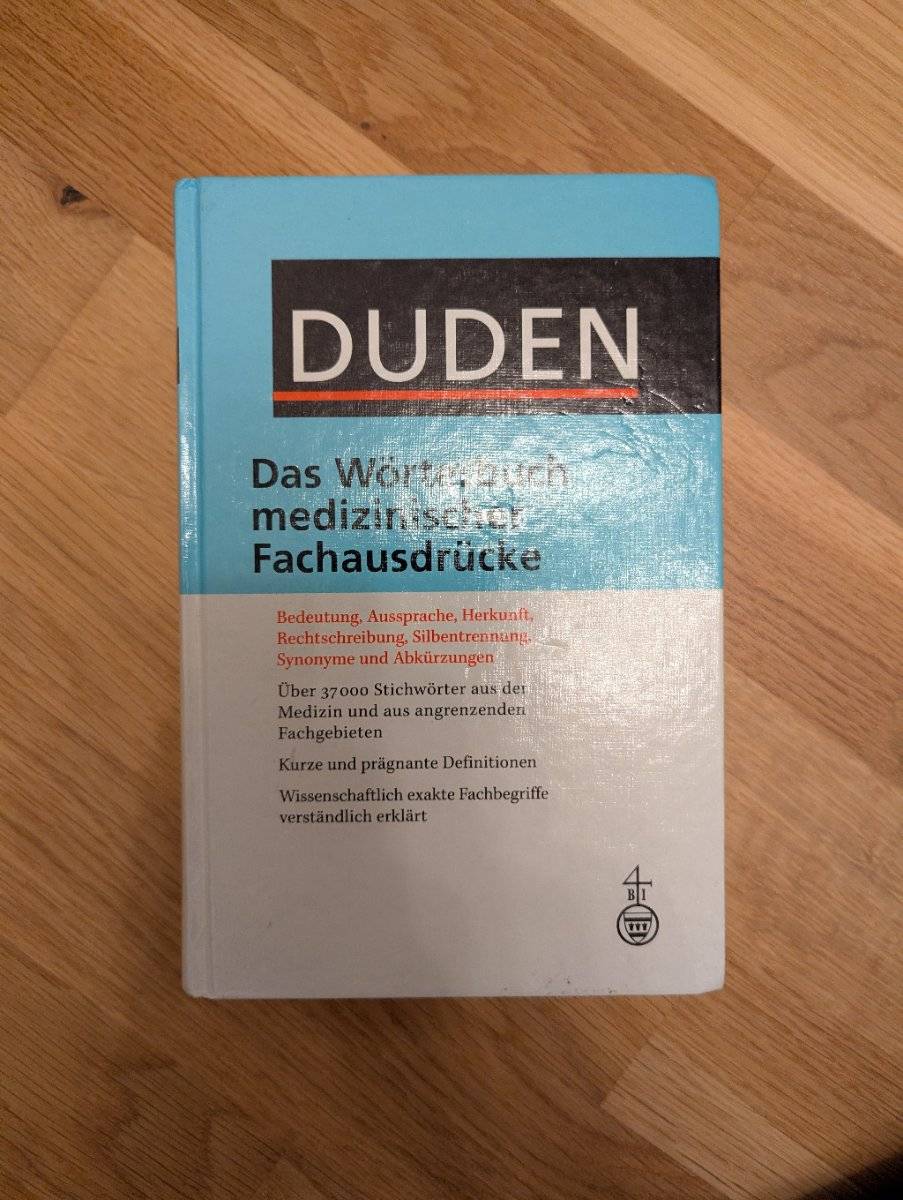 DUDEN
Das Wörterbuch
medizinischer
Fachausdrücke
Bedeutung, Aussprache, Herkunft,
Rechtschreibung, Silbentrennung,
Synonyme und Abkürzungen
Über 37000 Stichwörter aus der
Medizin und aus angrenzenden
Fachgebieten
Kurze und prägnante Definitionen
Wissenschaftlich exakte Fachbegriffe
verständlich erklärt
B I